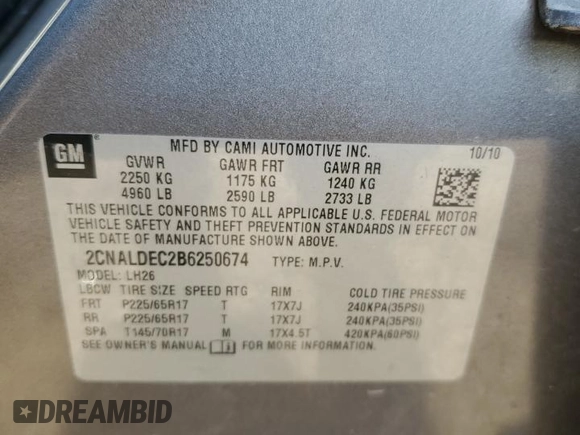 GM
MFD BY CAMI AUTOMOTIVE INC.
10/10
GVWR GAWR FRT GAWR RR
2250 KG 1175 KG 1240 KG
4960 LB 2590 LB 2733 LB
THIS VEHICLE CONFORMS TO ALL APPLICABLE U.S. FEDERAL MOTOR
VEHICLE SAFETY AND THEFT PREVENTION STANDARDS IN EFFECT ON
THE DATE OF MANUFACTURE SHOWN ABOVE.
2CNALDEC2B6250674 TYPE: M.P.V.
MODEL: LH26
LBCW TIRE SIZE SPEED RTG RIM COLD TIRE PRESSURE
FRT P225/65R17 T 17X7J 240KPA(35PSI)
RR P225/65R17 T 17X7J 240KPA(35PSI)
SPA T145/70R17 M 17X4.5T 420KPA(60PSI)
SEE OWNER'S MANUAL FOR MORE INFORMATION.
DREAMBID